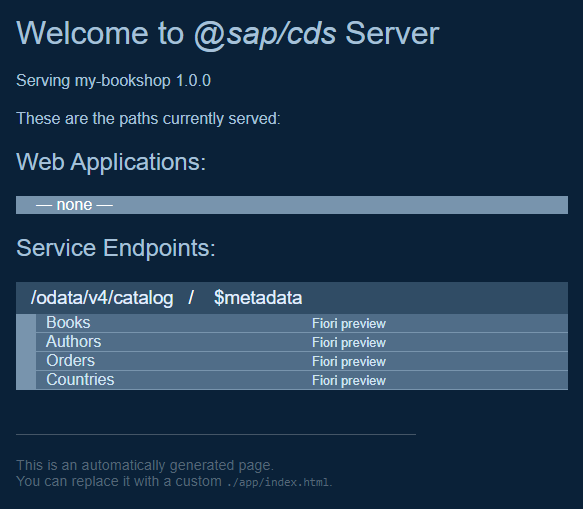 Welcome to @sap/cds Server
Serving my-bookshop 1.0.0
These are the paths currently served:
Web Applications:
— none —
Service Endpoints:
/odata/v4/catalog / $metadata
Books Fiori preview
Authors Fiori preview
Orders Fiori preview
Countries Fiori preview
This is an automatically generated page.
You can replace it with a custom ./app/index.html.